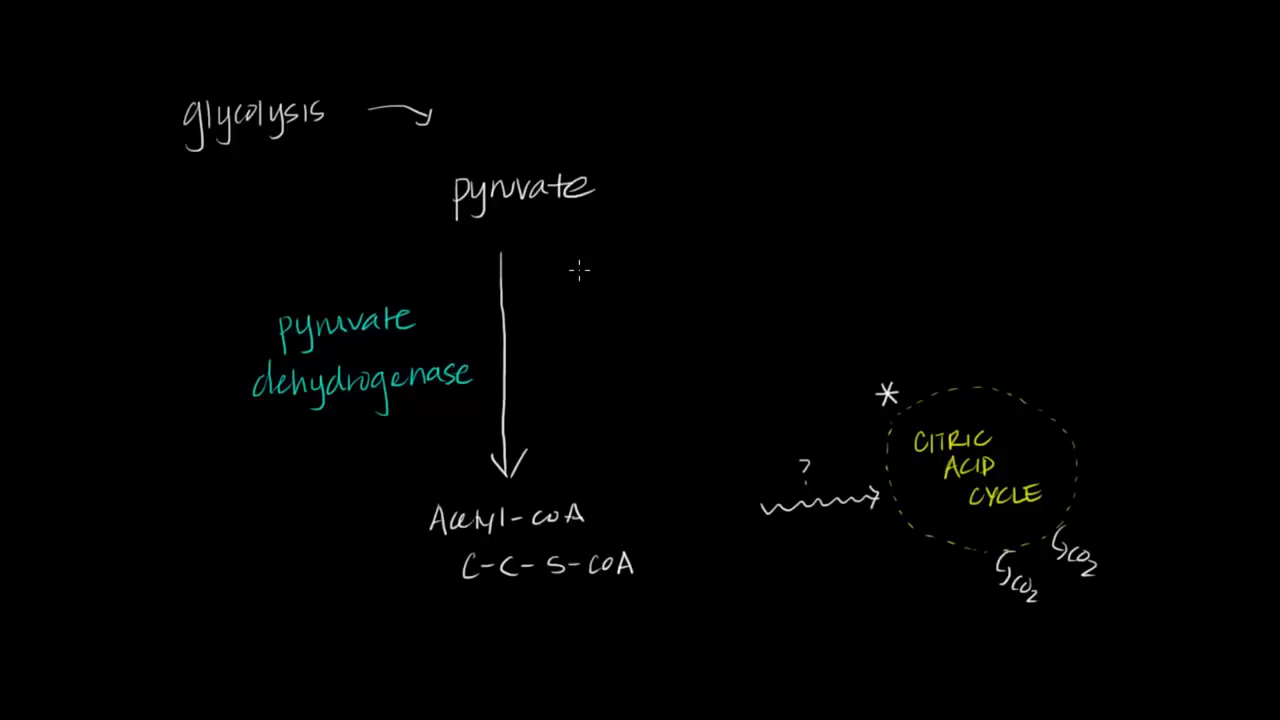 glycolysis
pyruvate
pyruvate
dehydrogenase
*
CITRIC
ACID
CYCLE
?
Acetyl-CoA
C-C-S-CoA
CO2
CO2